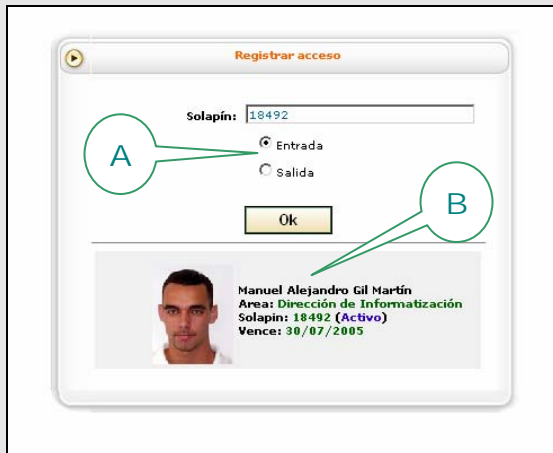 Registrar acceso
Solapín: 18492
Entrada
A
Salida
B
Ok
Manuel Alejandro Gil Martín
Area: Dirección de Informatización
Solapin: 18492 (Activo)
Vence: 30/07/2005